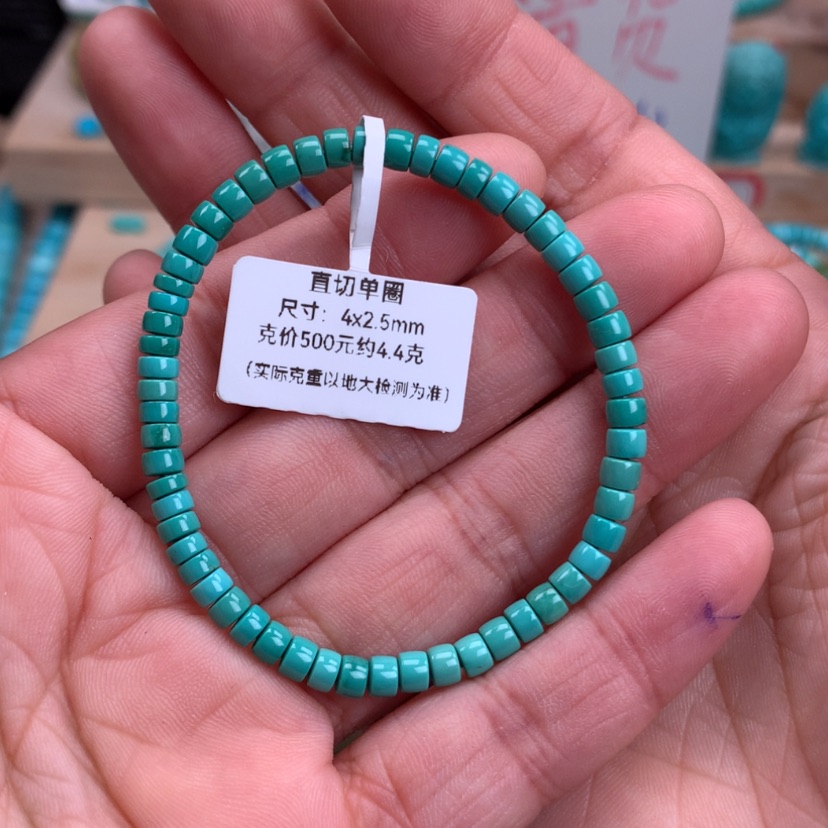 直切单圈
尺寸：4x2.5mm
克价500元约4.4克
(实际克重以地大检测为准)